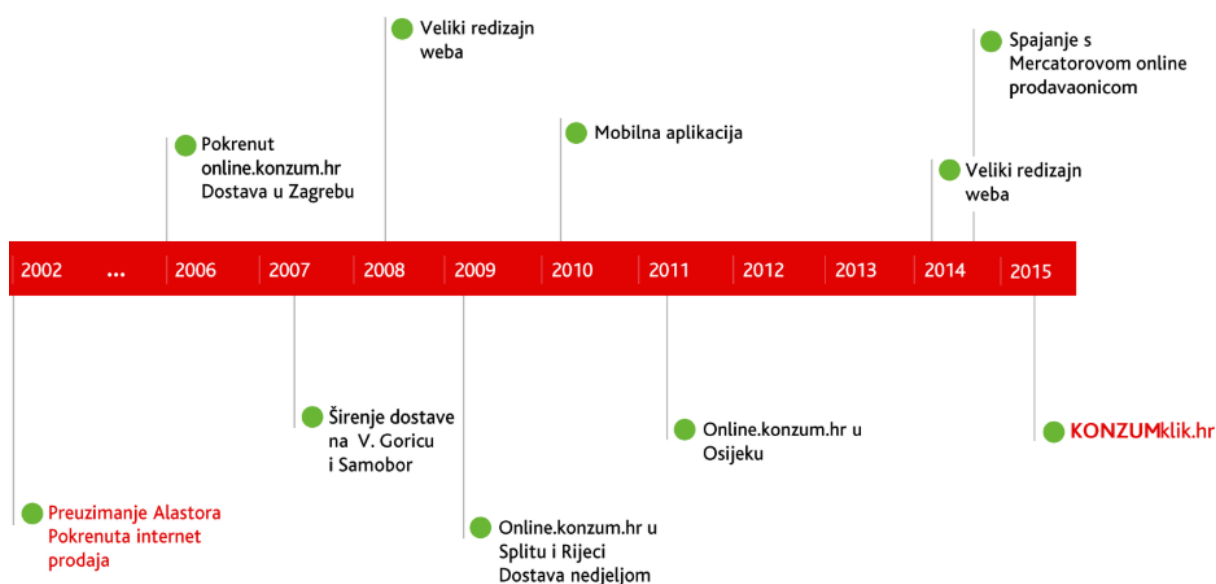 Veliki redizajn
weba
Spajanje s
Mercatorovom online
prodavaonicom
Pokrenut
online.konzum.hr
Dostava u Zagrebu
Mobilna aplikacija
Veliki redizajn
weba
2002 ... 2006 2007 2008 2009 2010 2011 2012 2013 2014 2015
Širenje dostave
na V. Goricu
i Samobor
Online.konzum.hr u
Osijeku
KONZUMklik.hr
Preuzimanje Alastora
Pokrenuta internet
prodaja
Online.konzum.hr u
Splitu i Rijeci
Dostava nedjeljom